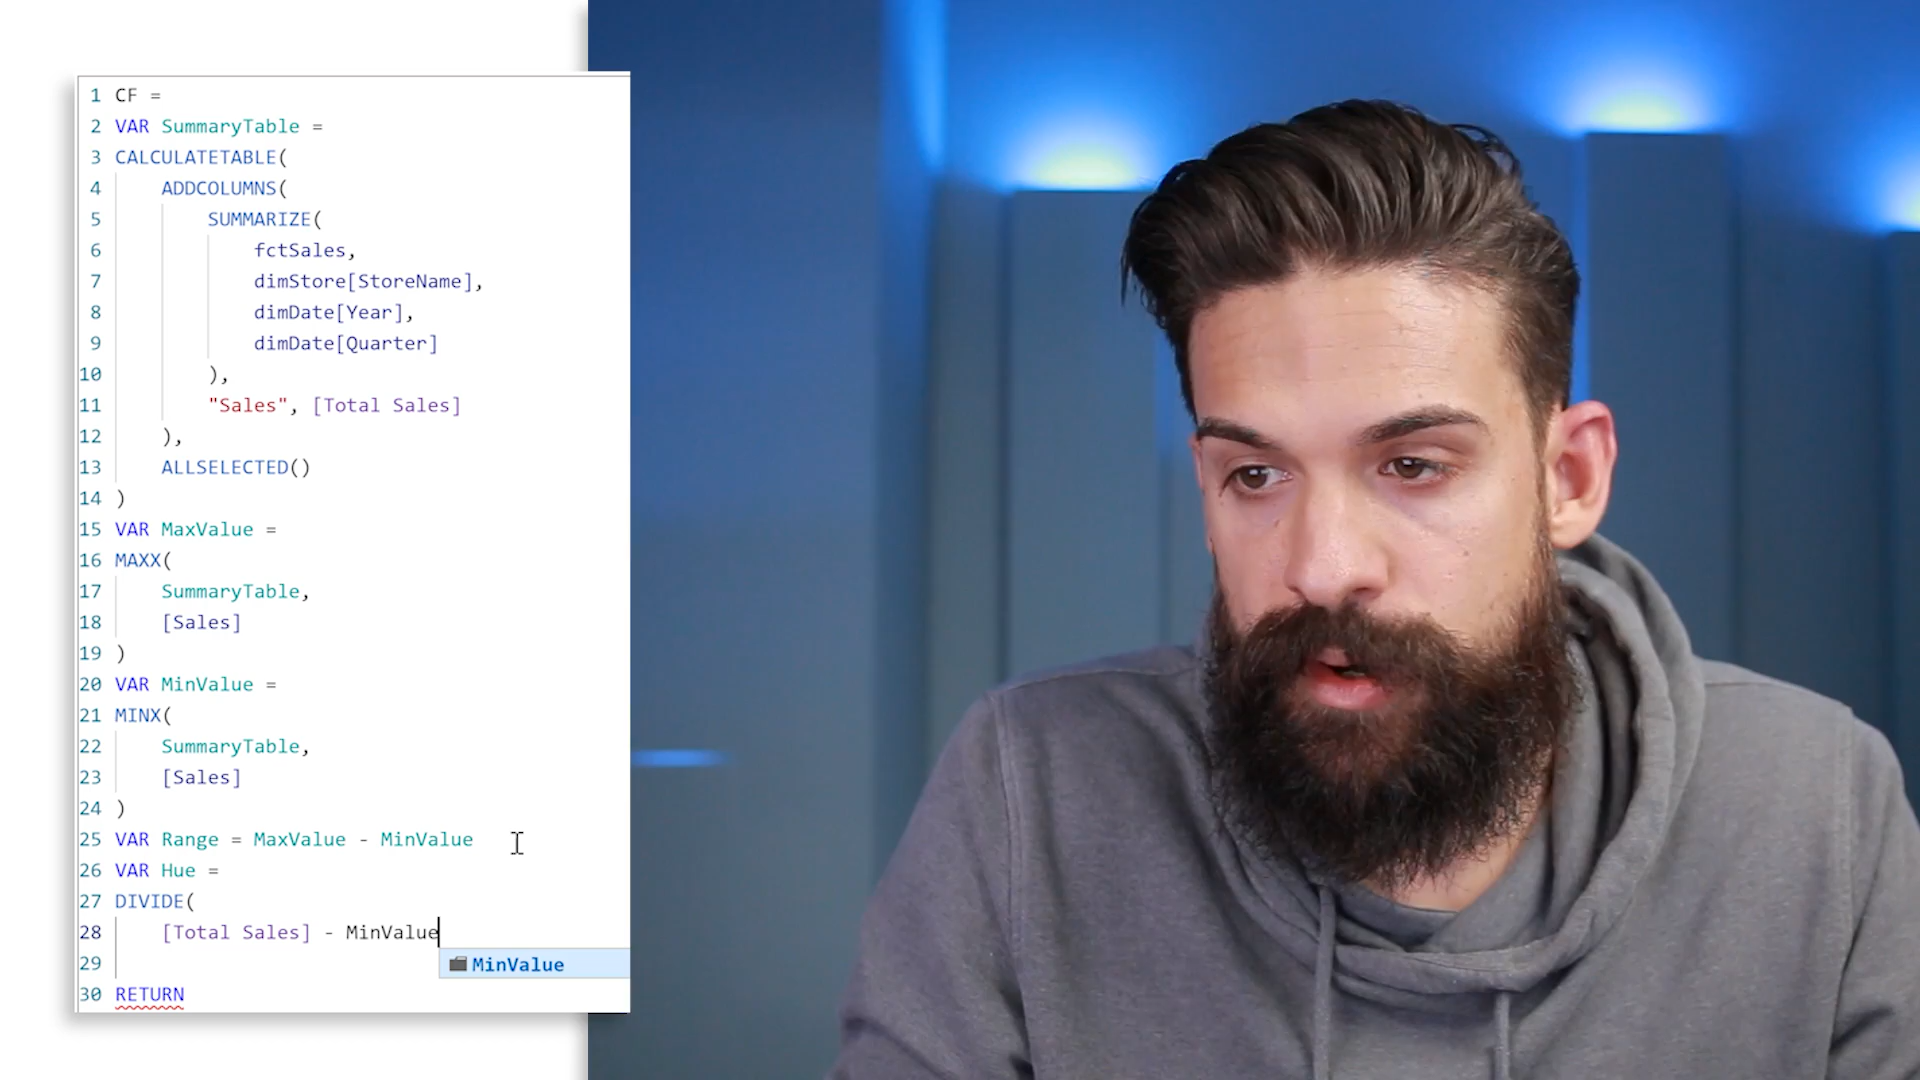 1 CF =
2 VAR SummaryTable =
3 CALCULATETABLE(
4 ADDCOLUMNS(
5 SUMMARIZE(
6 fctSales,
7 dimStore[StoreName],
8 dimDate[Year],
9 dimDate[Quarter]
10 ),
11 "Sales", [Total Sales]
12 ),
13 ALLSELECTED()
14 )
15 VAR MaxValue =
16 MAXX(
17 SummaryTable,
18 [Sales]
19 )
20 VAR MinValue =
21 MINX(
22 SummaryTable,
23 [Sales]
24 )
25 VAR Range = MaxValue - MinValue
26 VAR Hue =
27 DIVIDE(
28 [Total Sales] - MinValue
29
MinValue
30 RETURN